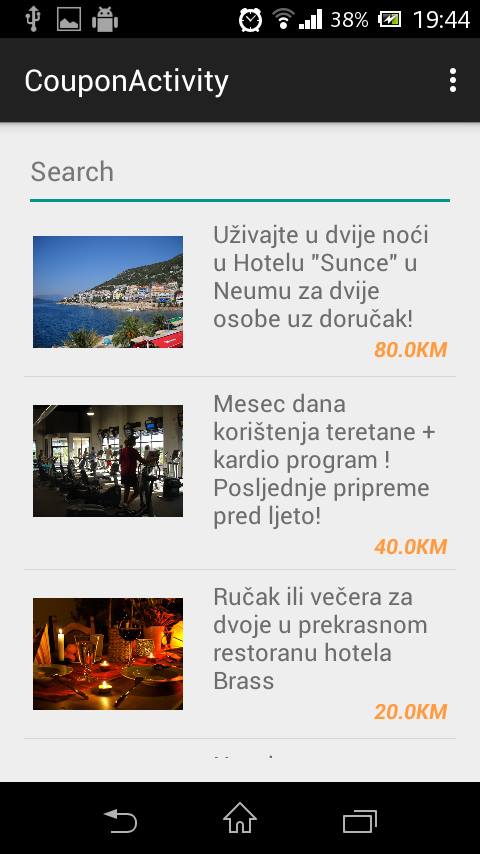 38% 19:44
CouponActivity
Search
Uživajte u dvije noći
u Hotelu "Sunce" u
Neumu za dvije
osobe uz doručak!
80.0KM
Mesec dana
korištenja teretane +
kardio program !
Posljednje pripreme
pred ljeto!
40.0KM
Ručak ili večera za
dvoje u prekrasnom
restoranu hotela
Brass
20.0KM